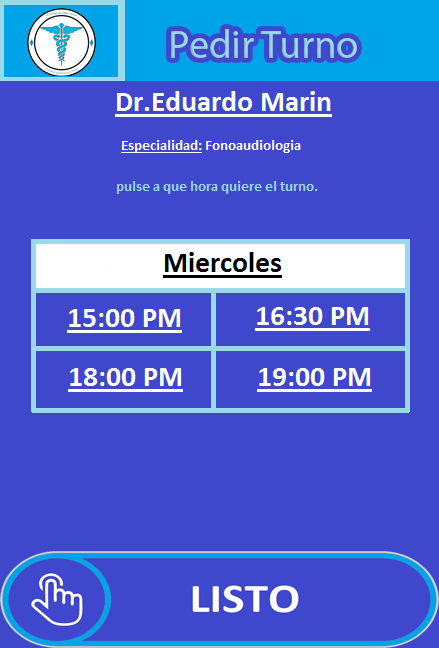 Pedir Turno
Dr.Eduardo Marin
Especialidad: Fonoaudiologia
pulse a que hora quiere el turno.
Miercoles
15:00 PM 16:30 PM
18:00 PM 19:00 PM
LISTO